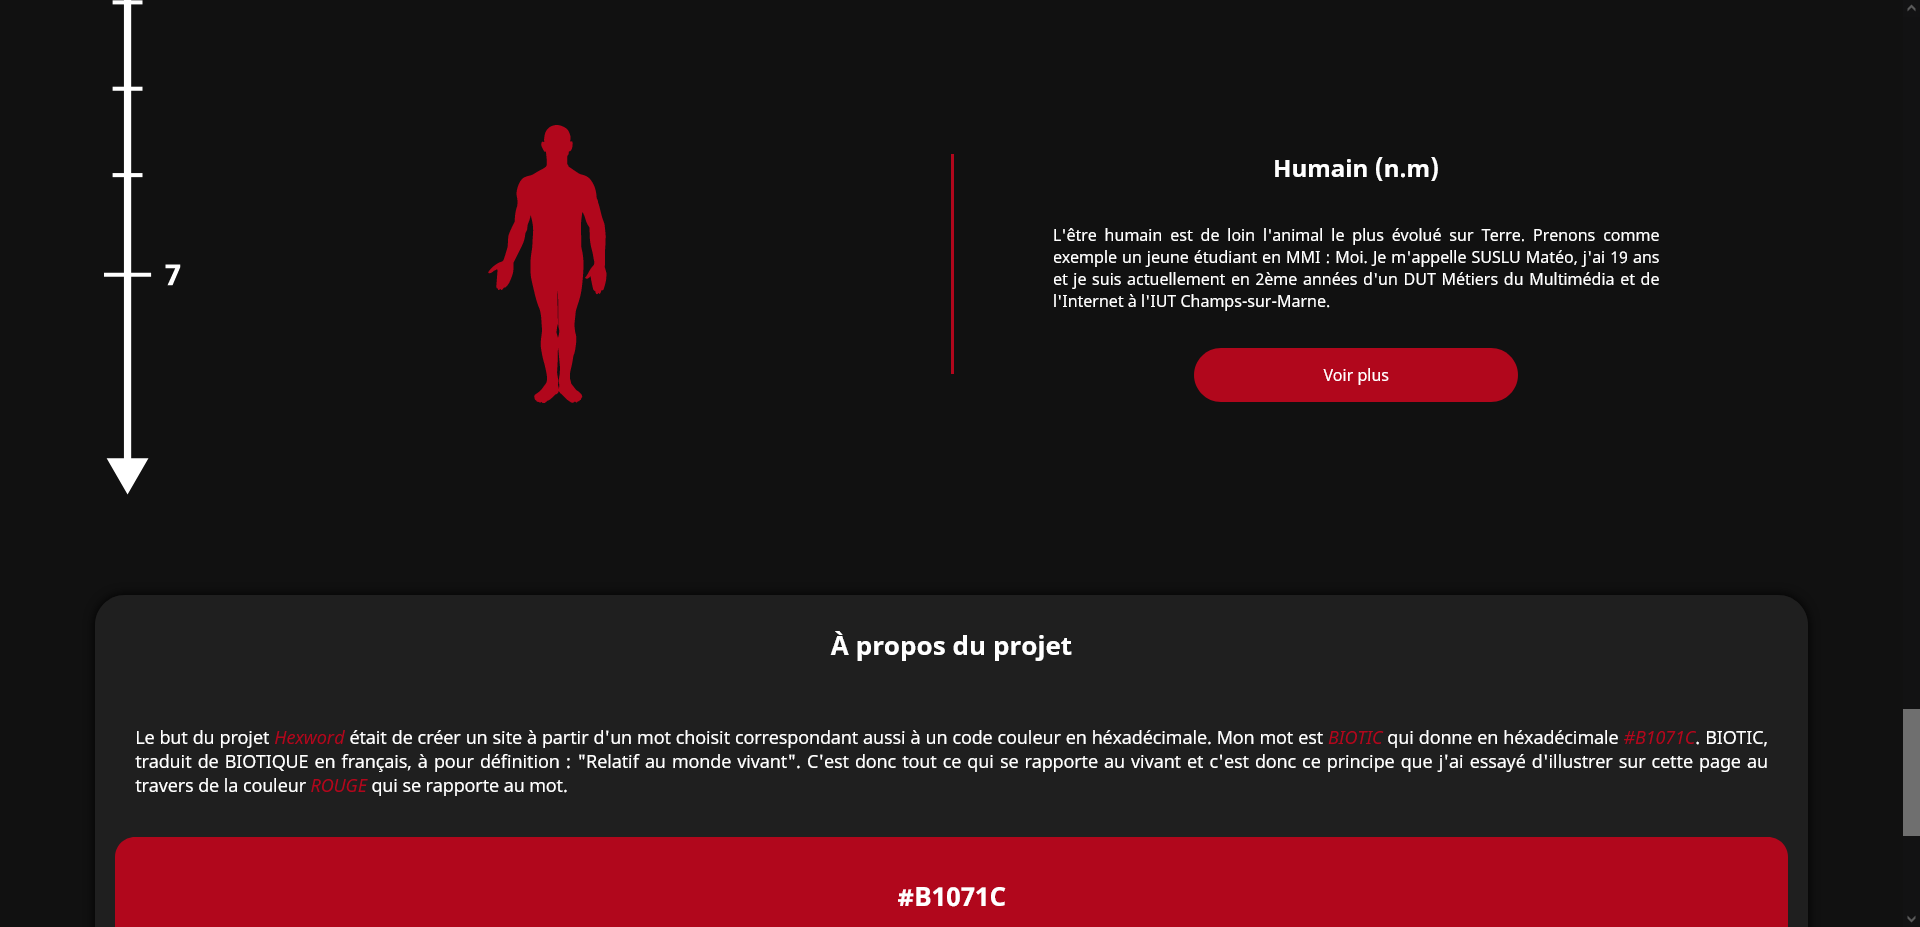 7
Humain (n.m)
L'être humain est de loin l'animal le plus évolué sur Terre. Prenons comme
exemple un jeune étudiant en MMI : Moi. Je m'appelle SUSLU Matéo, j'ai 19 ans
et je suis actuellement en 2ème années d'un DUT Métiers du Multimédia et de
l'Internet à l'IUT Champs-sur-Marne.
Voir plus
À propos du projet
Le but du projet Hexword était de créer un site à partir d'un mot choisit correspondant aussi à un code couleur en héxadécimale. Mon mot est BIOTIC qui donne en héxadécimale #B1071C. BIOTIC,
traduit de BIOTIQUE en français, à pour définition : "Relatif au monde vivant". C'est donc tout ce qui se rapporte au vivant et c'est donc ce principe que j'ai essayé d'illustrer sur cette page au
travers de la couleur ROUGE qui se rapporte au mot.
#B1071C